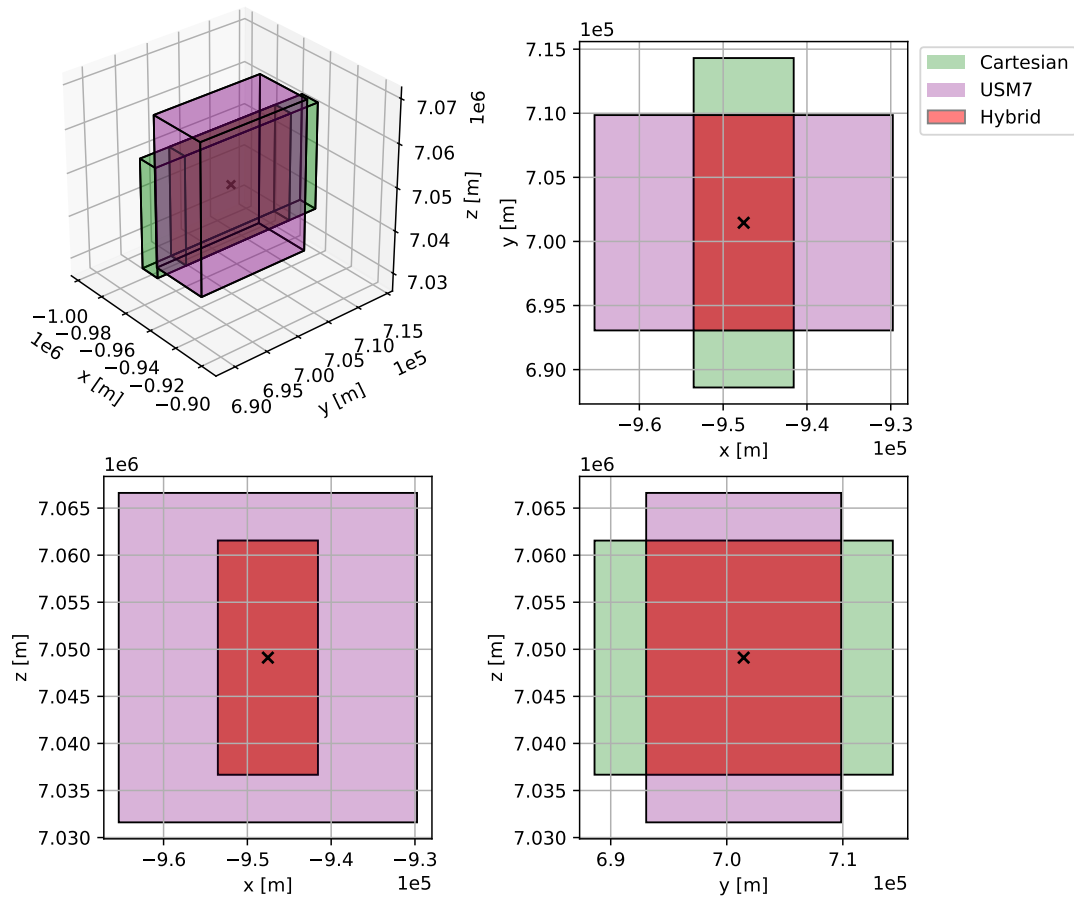 7.07
7.06
7.05
7.04
7.03
1e6
z [m]
−1.00
−0.98
−0.96
−0.94
−0.92
−0.90
1e6
x [m]
6.90
6.95
7.00
7.05
7.10
7.15
1e5
y [m]
1e5
7.15
7.10
7.05
7.00
6.95
6.90
y [m]
−9.6
−9.5
−9.4
−9.3
x [m]
1e5
Cartesian
USM7
Hybrid
1e6
7.065
7.060
7.055
7.050
7.045
7.040
7.035
7.030
z [m]
−9.6
−9.5
−9.4
−9.3
x [m]
1e5
1e6
7.065
7.060
7.055
7.050
7.045
7.040
7.035
7.030
z [m]
6.9
7.0
7.1
y [m]
1e5